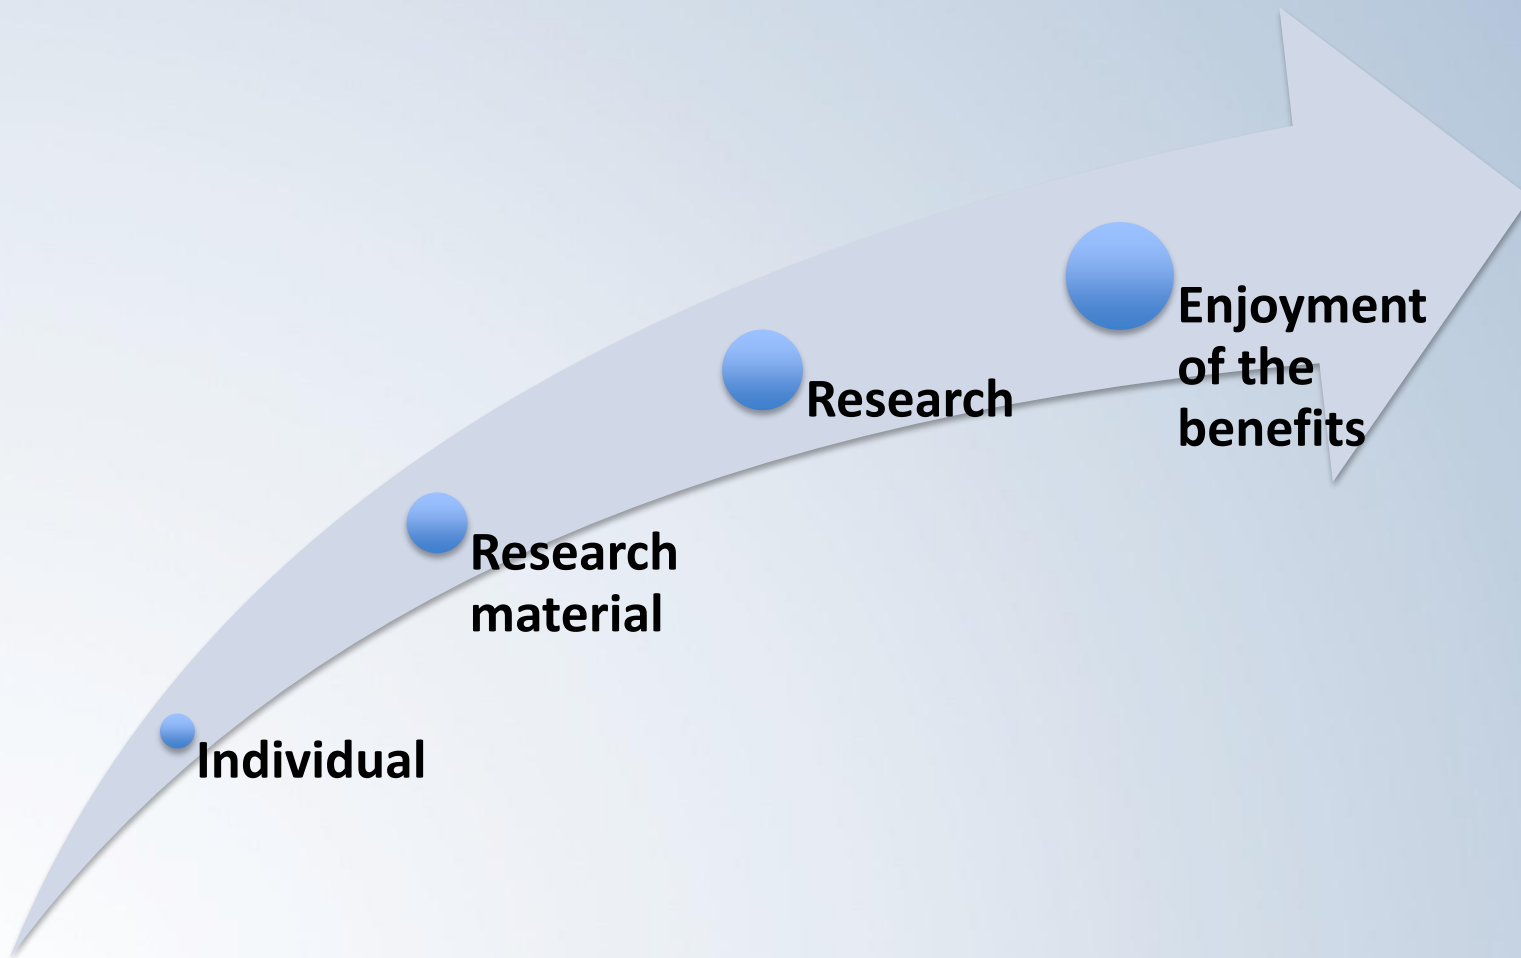 Enjoyment
of the
benefits
Research
Research
material
Individual